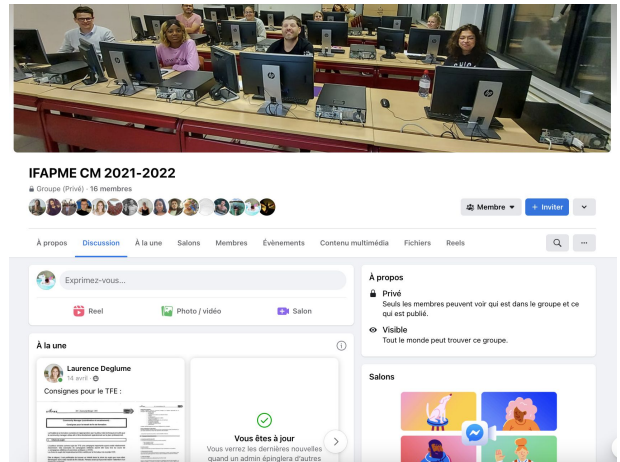 IFAPME CM 2021-2022
Groupe (Privé) · 16 membres
Membre
+ Inviter
À propos
Discussion
À la une
Salons
Membres
Évènements
Contenu multimédia
Fichiers
Reels
Exprimez-vous...
Reel
Photo / vidéo
Salon
À la une
Laurence Deglume
14 avril ·
Consignes pour le TFE :
Vous êtes à jour
Vous verrez les dernières nouvelles
quand un admin épinglera d'autres
À propos
Privé
Seuls les membres peuvent voir qui est dans le groupe et ce
qui est publié.
Visible
Tout le monde peut trouver ce groupe.
Salons